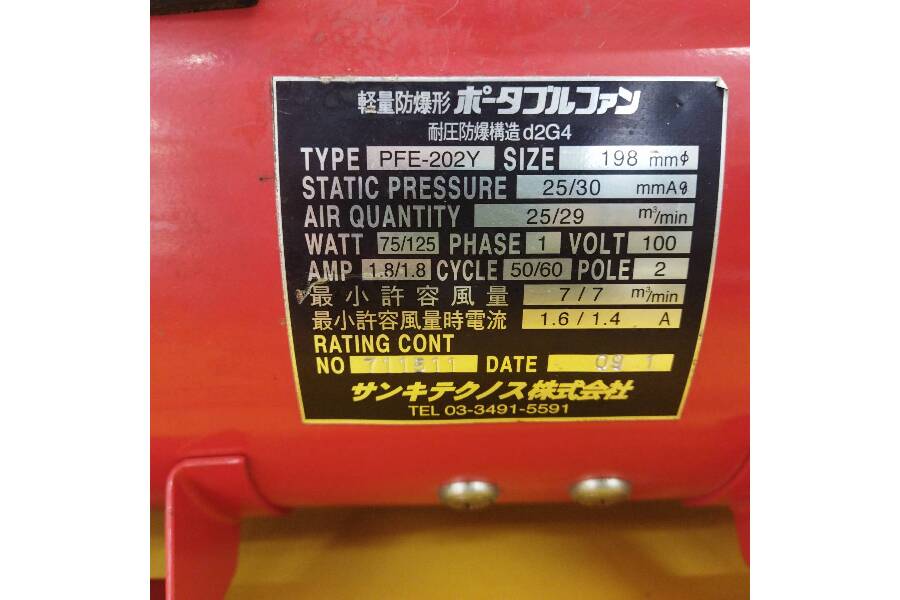 軽量防爆形 ポータブルファン
耐圧防爆構造 d2G4
TYPE PFE-202Y SIZE 198 mmφ
STATIC PRESSURE 25/30 mmAq
AIR QUANTITY 25/29 m³/min
WATT 75/125 PHASE 1 VOLT 100
AMP 1.8/1.8 CYCLE 50/60 POLE 2
最小許容風量 7/7 m³/min
最小許容風量時電流 1.6/1.4 A
RATING CONT
NO DATE
サンキテクノス株式会社
TEL 03-3491-5591